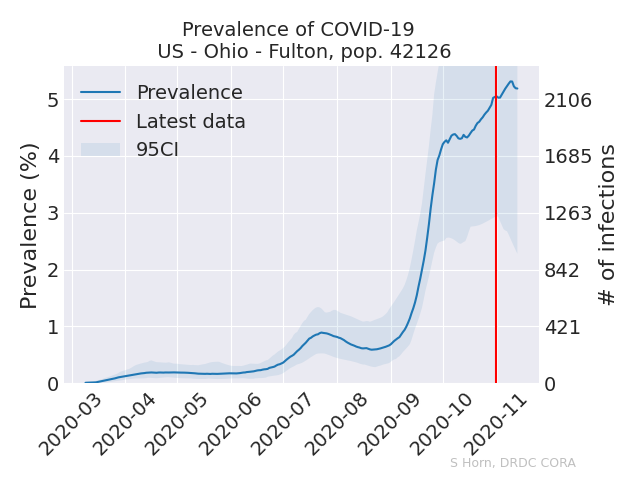 Prevalence of COVID-19
US - Ohio - Fulton, pop. 42126
Prevalence
Latest data
95CI
Prevalence (%)
5
4
3
2
1
0
2106
1685
1263
842
421
0
# of infections
2020-03
2020-04
2020-05
2020-06
2020-07
2020-08
2020-09
2020-10
2020-11
S Horn, DRDC CORA